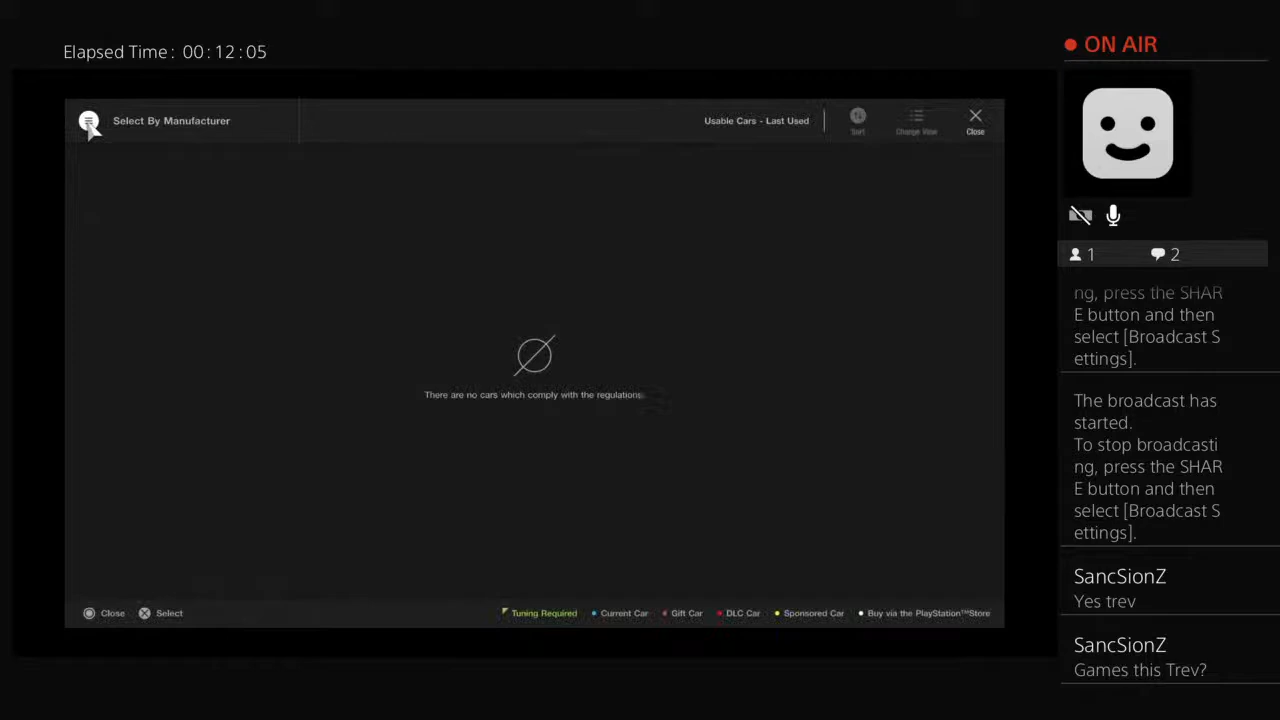 Elapsed Time: 00:12:05
ON AIR
Select By Manufacturer
Usable Cars - Last Used
Sort
Change View
Close
There are no cars which comply with the regulations.
Close
Select
Tuning Required
Current Car
Gift Car
DLC Car
Sponsored Car
Buy via the PlayStation™Store
1
2
ng, press the SHAR
E button and then
select [Broadcast S
ettings].
The broadcast has
started.
To stop broadcasti
ng, press the SHAR
E button and then
select [Broadcast S
ettings].
SancSionZ
Yes trev
SancSionZ
Games this Trev?